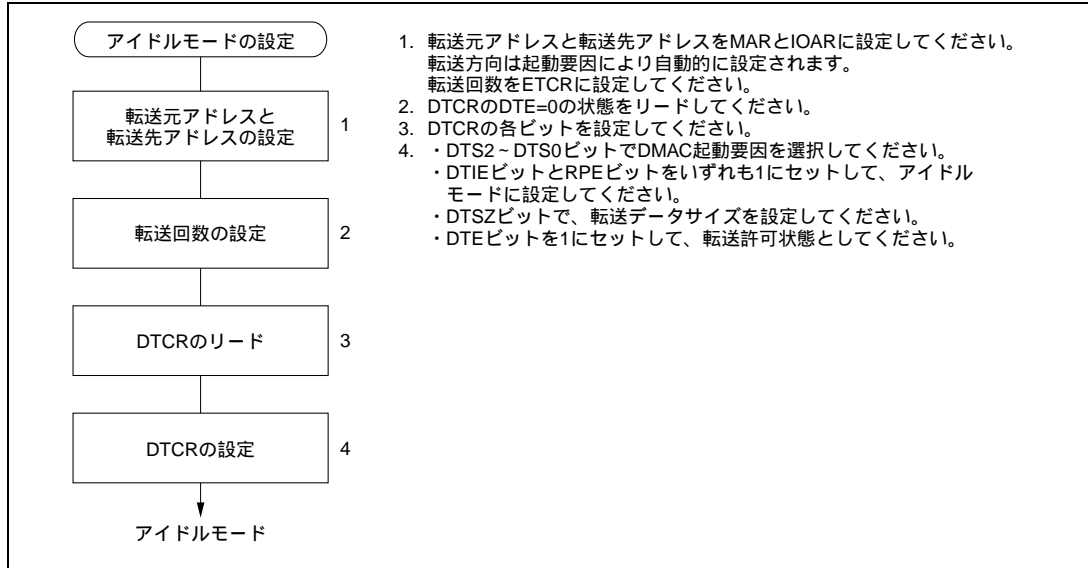 アイドルモードの設定
転送元アドレスと
転送先アドレスの設定
1
転送回数の設定
2
DTCRのリード
3
DTCRの設定
4
アイドルモード
1. 転送元アドレスと転送先アドレスをMARとIOARに設定してください。
転送方向は起動要因により自動的に設定されます。
転送回数をETCRに設定してください。
2. DTCRのDTE=0の状態をリードしてください。
3. DTCRの各ビットを設定してください。
4. ・DTS2～DTS0ビットでDMAC起動要因を選択してください。
・DTIEビットとRPEビットをいずれも1にセットして、アイドル
モードに設定してください。
・DTSZビットで、転送データサイズを設定してください。
・DTEビットを1にセットして、転送許可状態としてください。